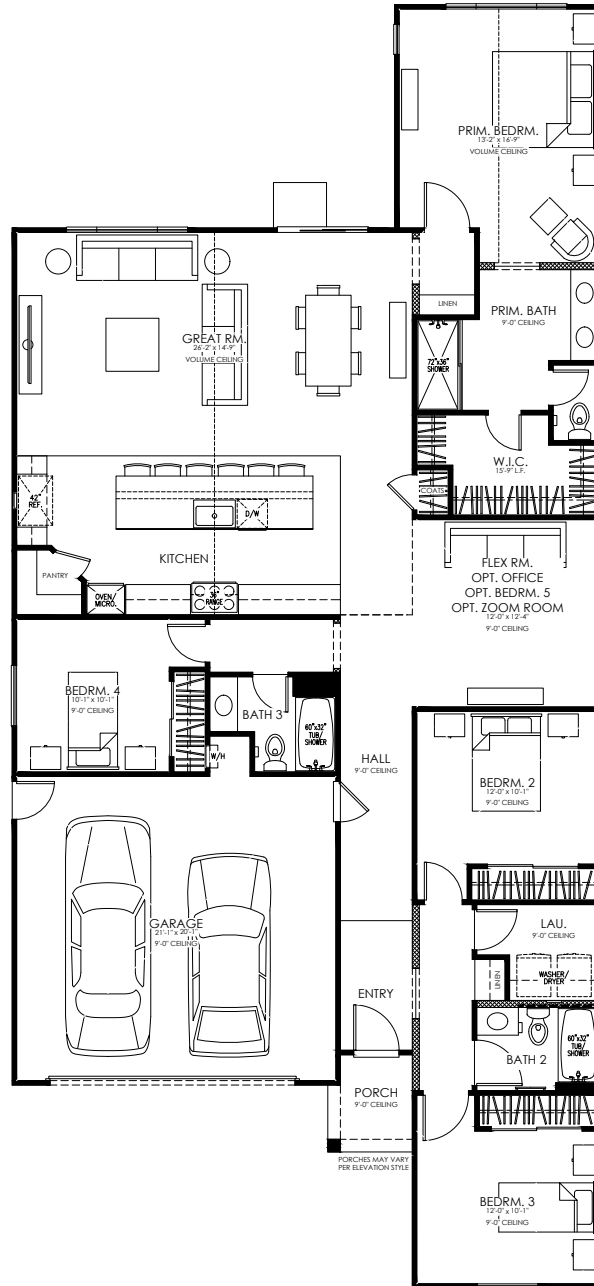 PRIM. BEDRM.
13'-2" x 16'-9"
VOLUME CEILING
LINEN
PRIM. BATH
9'-0" CEILING
72"x36"
SHOWER
GREAT RM.
26'-2" x 14'-9"
VOLUME CEILING
W.I.C.
15'-9" L.F.
COATS
42"
REF.
D/W
KITCHEN
PANTRY
OVEN/
MICRO.
36"
RANGE
FLEX RM.
OPT. OFFICE
OPT. BEDRM. 5
OPT. ZOOM ROOM
12'-0" x 12'-4"
9'-0" CEILING
BEDRM. 4
10'-1" x 10'-1"
9'-0" CEILING
BATH 3
60"x32"
TUB/
SHOWER
W/H
HALL
9'-0" CEILING
BEDRM. 2
12'-0" x 10'-1"
9'-0" CEILING
GARAGE
21'-1" x 20'-1"
9'-0" CEILING
LAU.
9'-0" CEILING
LINEN
WASHER/
DRYER
ENTRY
BATH 2
60"x32"
TUB/
SHOWER
PORCH
9'-0" CEILING
PORCHES MAY VARY
PER ELEVATION STYLE
BEDRM. 3
12'-0" x 10'-1"
9'-0" CEILING